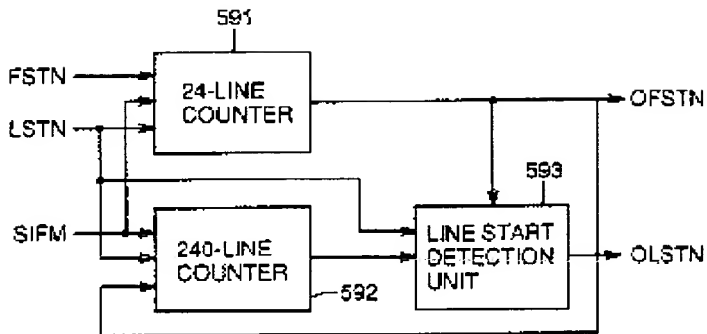 591
FSTN
24-LINE
COUNTER
OFSTN
LSTN
593
SIFM
240-LINE
COUNTER
LINE START
DETECTION
UNIT
OLSTN
592